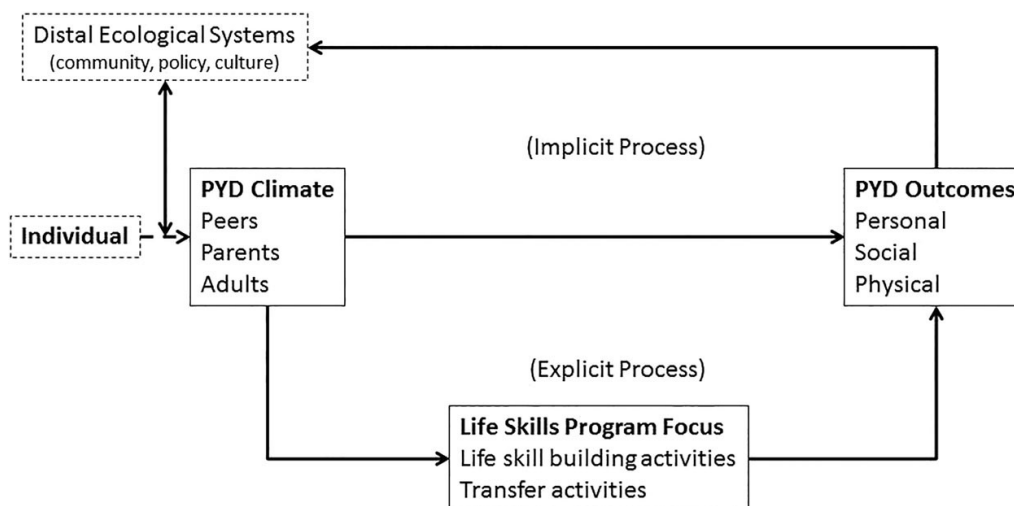 Distal Ecological Systems
(community, policy, culture)
(Implicit Process)
PYD Climate
Peers
Parents
Adults
Individual
PYD Outcomes
Personal
Social
Physical
(Explicit Process)
Life Skills Program Focus
Life skill building activities
Transfer activities